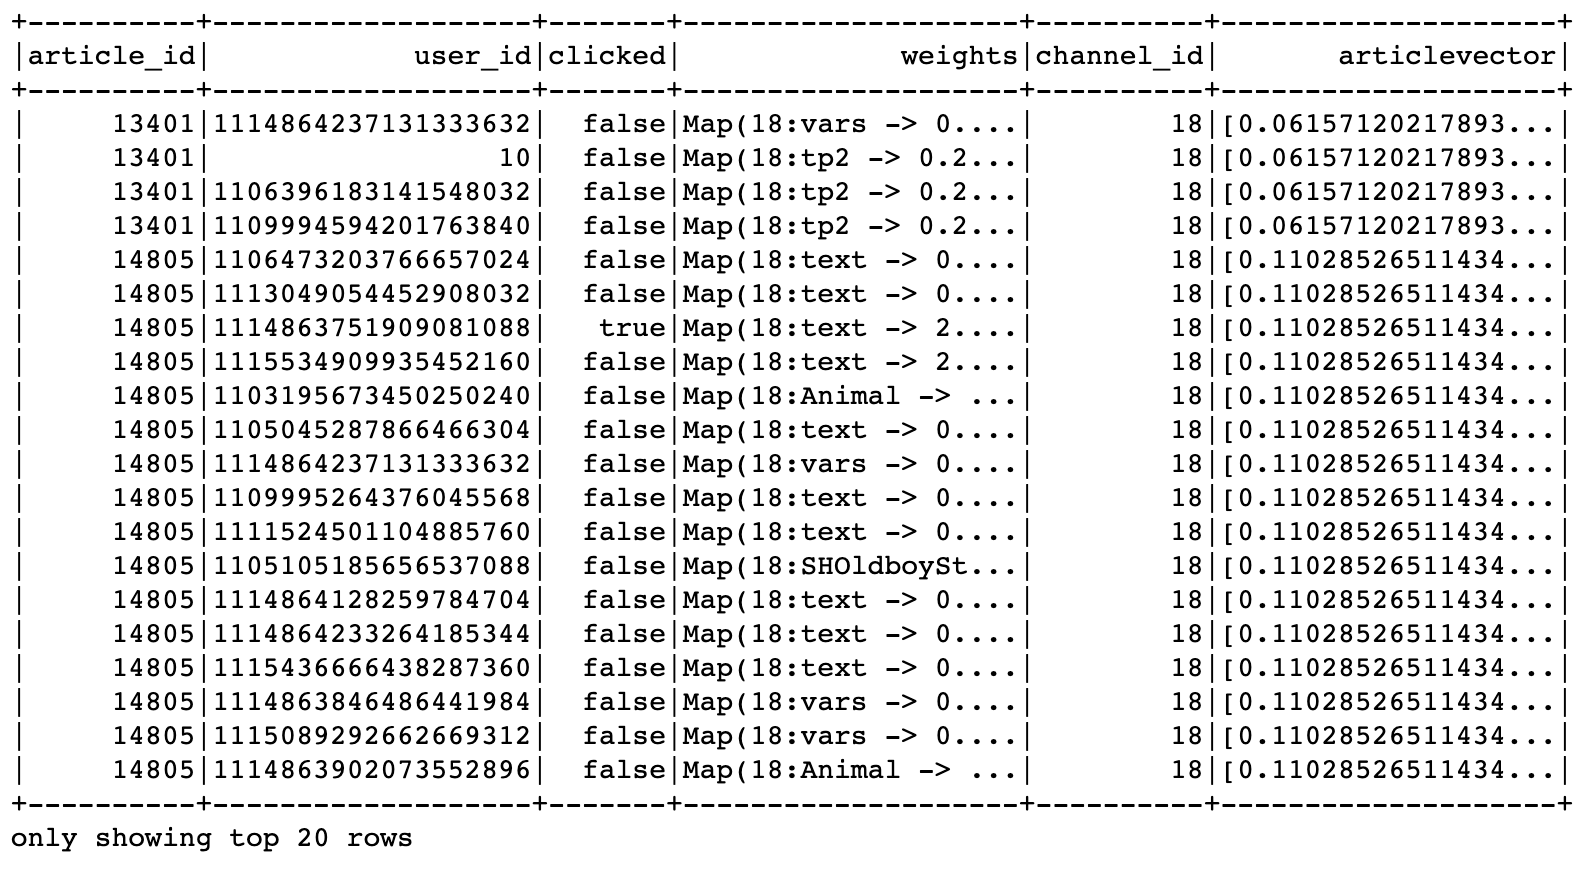 +----------+-------------------+-------+--------------------+----------+--------------------+
|article_id|            user_id|clicked|             weights|channel_id|       articlevector|
+----------+-------------------+-------+--------------------+----------+--------------------+
|     13401|1114864237131333632|  false|Map(18:vars -> 0....|        18|[0.06157120217893...|
|     13401|                 10|  false|Map(18:tp2 -> 0.2...|        18|[0.06157120217893...|
|     13401|1106396183141548032|  false|Map(18:tp2 -> 0.2...|        18|[0.06157120217893...|
|     13401|1109994594201763840|  false|Map(18:tp2 -> 0.2...|        18|[0.06157120217893...|
|     14805|1106473203766657024|  false|Map(18:text -> 0....|        18|[0.11028526511434...|
|     14805|1113049054452908032|  false|Map(18:text -> 0....|        18|[0.11028526511434...|
|     14805|1114863751909081088|   true|Map(18:text -> 2....|        18|[0.11028526511434...|
|     14805|1115534909935452160|  false|Map(18:text -> 2....|        18|[0.11028526511434...|
|     14805|1103195673450250240|  false|Map(18:Animal -> ...|        18|[0.11028526511434...|
|     14805|1105045287866466304|  false|Map(18:text -> 0....|        18|[0.11028526511434...|
|     14805|1114864237131333632|  false|Map(18:vars -> 0....|        18|[0.11028526511434...|
|     14805|1109995264376045568|  false|Map(18:text -> 0....|        18|[0.11028526511434...|
|     14805|1111524501104885760|  false|Map(18:text -> 0....|        18|[0.11028526511434...|
|     14805|1105105185656537088|  false|Map(18:SHOldboySt...|        18|[0.11028526511434...|
|     14805|1114864128259784704|  false|Map(18:text -> 0....|        18|[0.11028526511434...|
|     14805|1114864233264185344|  false|Map(18:text -> 0....|        18|[0.11028526511434...|
|     14805|1115436666438287360|  false|Map(18:text -> 0....|        18|[0.11028526511434...|
|     14805|1114863846486441984|  false|Map(18:vars -> 0....|        18|[0.11028526511434...|
|     14805|1115089292662669312|  false|Map(18:vars -> 0....|        18|[0.11028526511434...|
|     14805|1114863902073552896|  false|Map(18:Animal -> ...|        18|[0.11028526511434...|
+----------+-------------------+-------+--------------------+----------+--------------------+
only showing top 20 rows